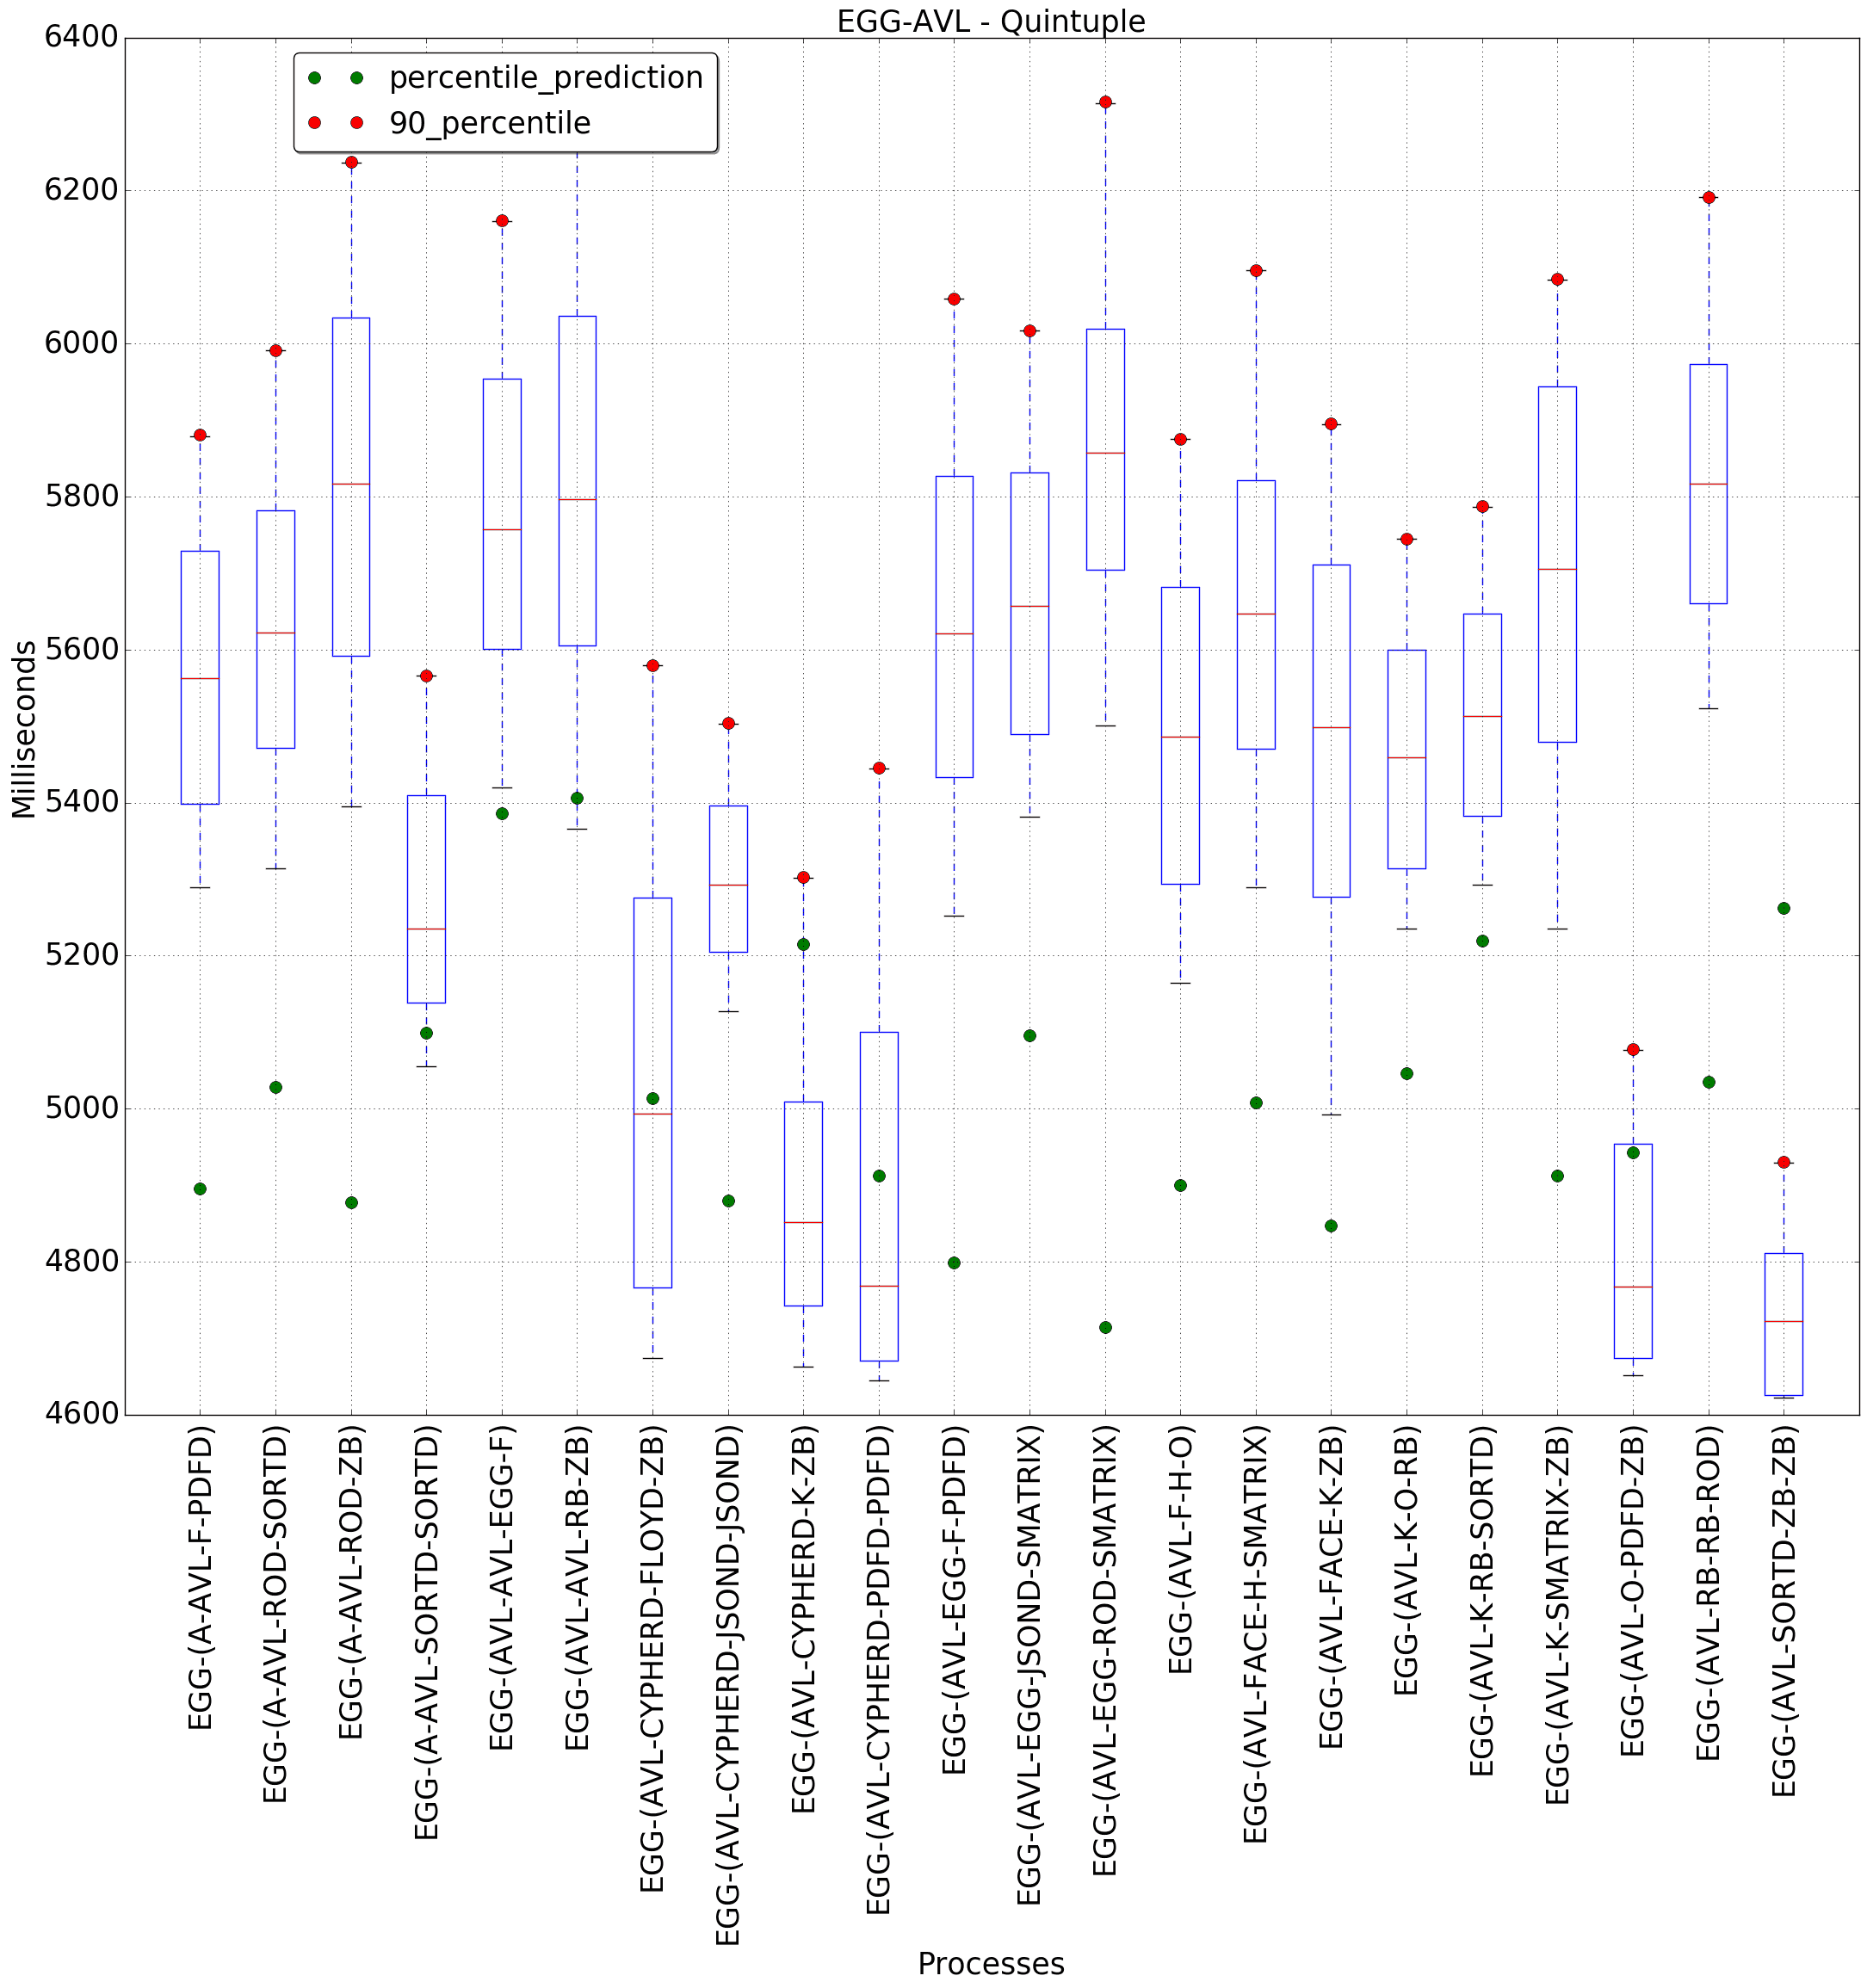 EGG-AVL - Quintuple
percentile_prediction
90_percentile
6400
6200
6000
5800
5600
5400
5200
5000
4800
4600
Milliseconds
EGG-(A-AVL-F-PDFD)
EGG-(A-AVL-ROD-SORTD)
EGG-(A-AVL-ROD-ZB)
EGG-(A-AVL-SORTD-SORTD)
EGG-(AVL-AVL-EGG-F)
EGG-(AVL-AVL-RB-ZB)
EGG-(AVL-CYPHERD-FLOYD-ZB)
EGG-(AVL-CYPHERD-JSOND-JSOND)
EGG-(AVL-CYPHERD-K-ZB)
EGG-(AVL-CYPHERD-PDFD-PDFD)
EGG-(AVL-EGG-F-PDFD)
EGG-(AVL-EGG-JSOND-SMATRIX)
EGG-(AVL-EGG-ROD-SMATRIX)
EGG-(AVL-F-H-O)
EGG-(AVL-FACE-H-SMATRIX)
EGG-(AVL-FACE-K-ZB)
EGG-(AVL-K-O-RB)
EGG-(AVL-K-RB-SORTD)
EGG-(AVL-K-SMATRIX-ZB)
EGG-(AVL-O-PDFD-ZB)
EGG-(AVL-RB-RB-ROD)
EGG-(AVL-SORTD-ZB-ZB)
Processes